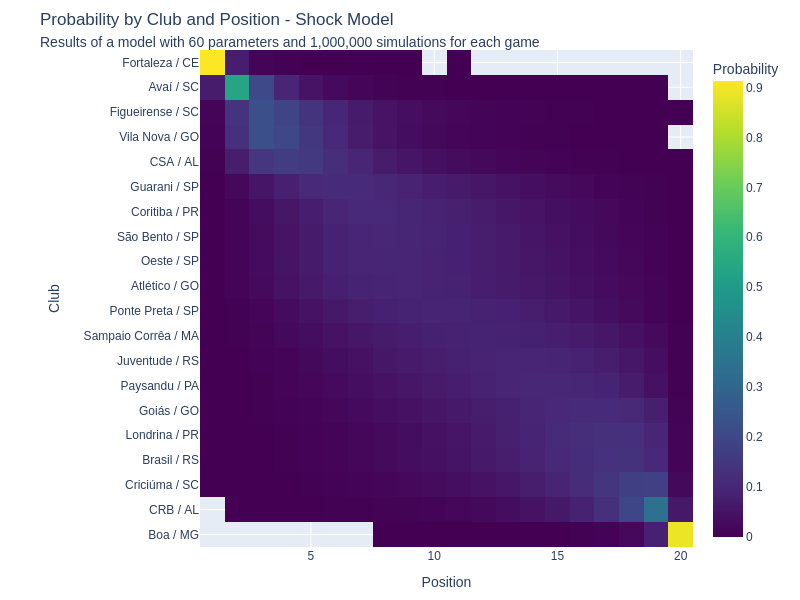 Probability by Club and Position - Shock Model
Results of a model with 60 parameters and 1,000,000 simulations for each game
Probability
Fortaleza / CE
Avaí / SC
Figueirense / SC
Vila Nova / GO
CSA / AL
Guarani / SP
Coritiba / PR
São Bento / SP
Oeste / SP
Atlético / GO
Ponte Preta / SP
Sampaio Corrêa / MA
Juventude / RS
Paysandu / PA
Goiás / GO
Londrina / PR
Brasil / RS
Criciúma / SC
CRB / AL
Boa / MG
Club
5
10
15
20
Position
0.9
0.8
0.7
0.6
0.5
0.4
0.3
0.2
0.1
0